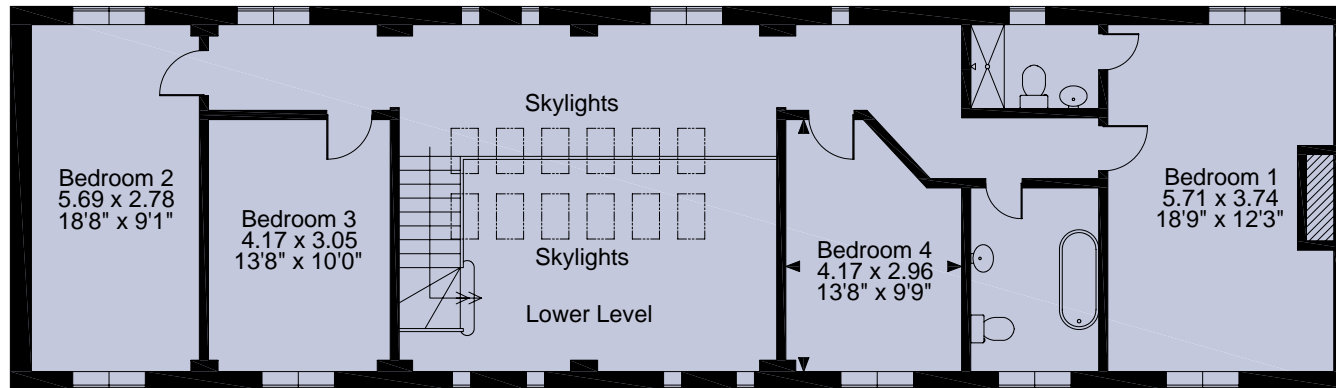 Bedroom 2
5.69 x 2.78
18'8" x 9'1"
Bedroom 3
4.17 x 3.05
13'8" x 10'0"
Skylights
Skylights
Lower Level
Bedroom 4
4.17 x 2.96
13'8" x 9'9"
Bedroom 1
5.71 x 3.74
18'9" x 12'3"